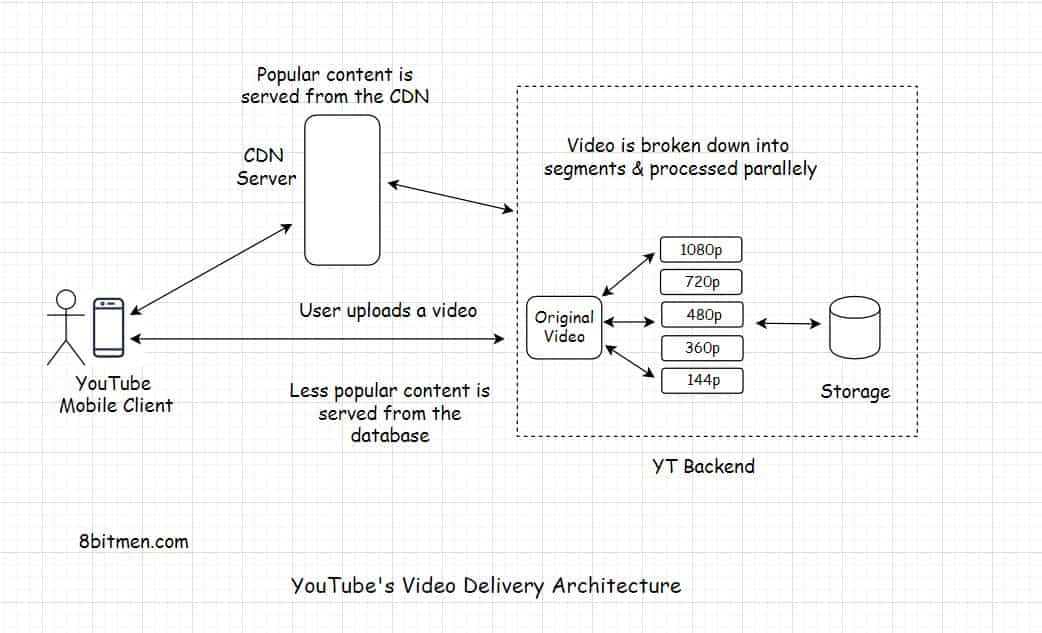 Popular content is
served from the CDN
CDN
Server
Video is broken down into
segments & processed parallely
1080p
720p
480p
360p
144p
Original
Video
Storage
User uploads a video
YouTube
Mobile Client
Less popular content is
served from the
database
YT Backend
8bitmen.com
YouTube's Video Delivery Architecture